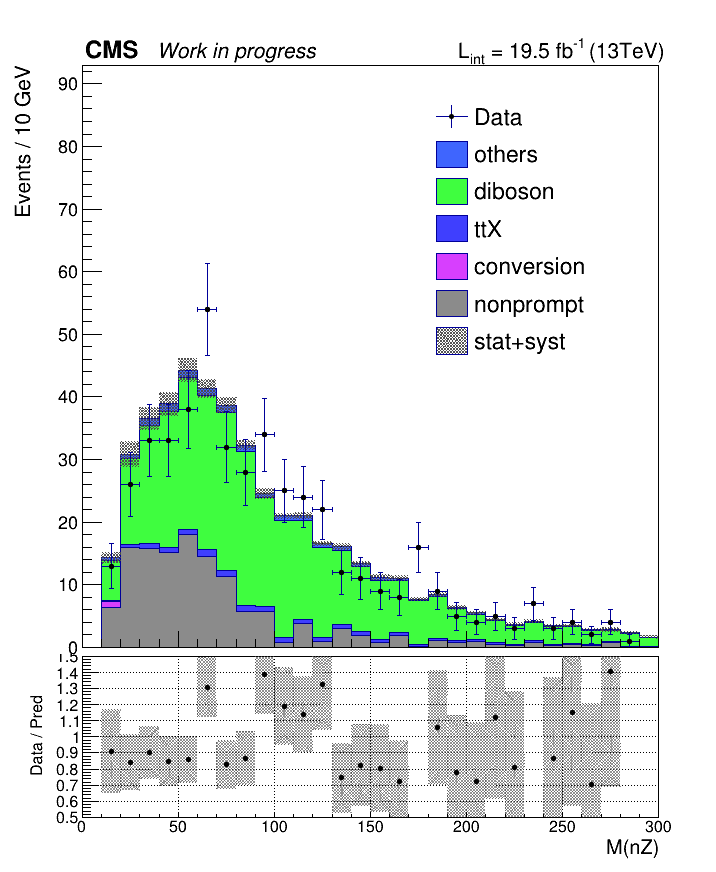 CMS Work in progress L_int = 19.5 fb⁻¹ (13TeV)
Events / 10 GeV
90
80
70
60
50
40
30
20
10
0
Data
others
diboson
ttX
conversion
nonprompt
stat+syst
Data / Pred
1.5
1.4
1.3
1.2
1.1
1
0.9
0.8
0.7
0.6
0.5
0 50 100 150 200 250 300
M(nZ)